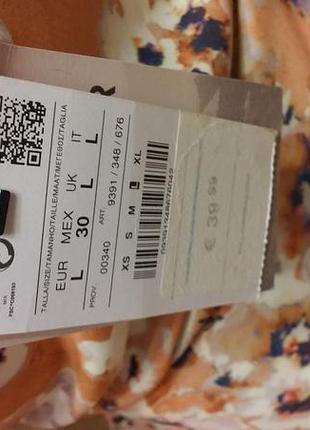 R
TALLA/SIZE/TAMANHO/TAILLE/MAAT/ΜΕΓΕΘΟΣ/TAGLIA
EUR MEX UK IT
L 30 L L
PROV. ART.
00340 9391 / 348 / 676
XS S M L XL
€ 39,99